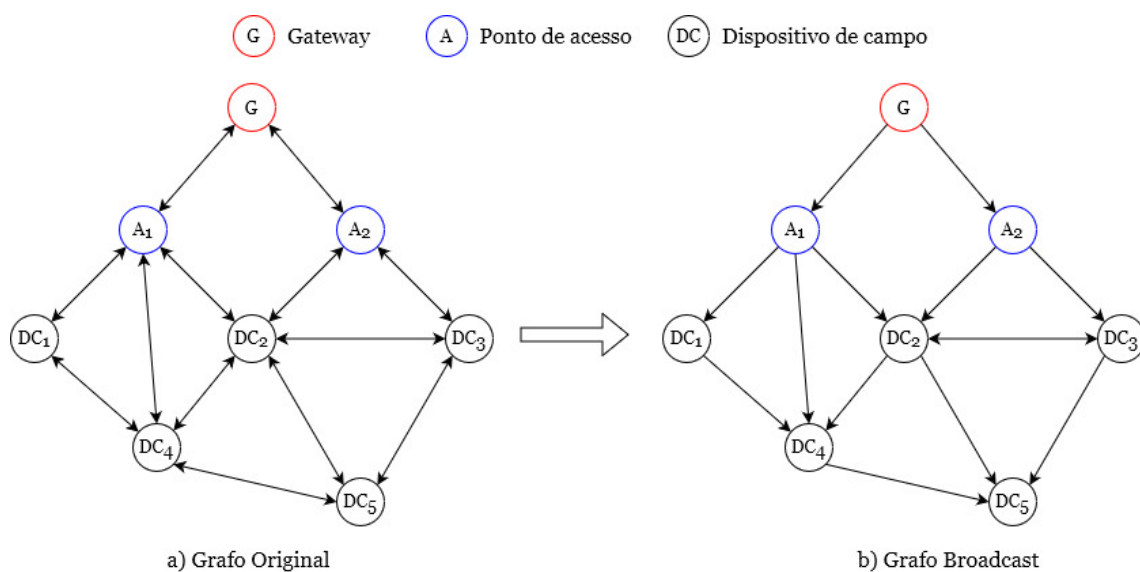 G Gateway A Ponto de acesso DC Dispositivo de campo
G G
A1 A2 A1 A2
DC1 DC2 DC3 DC1 DC2 DC3
DC4 DC4
DC5 DC5
a) Grafo Original b) Grafo Broadcast